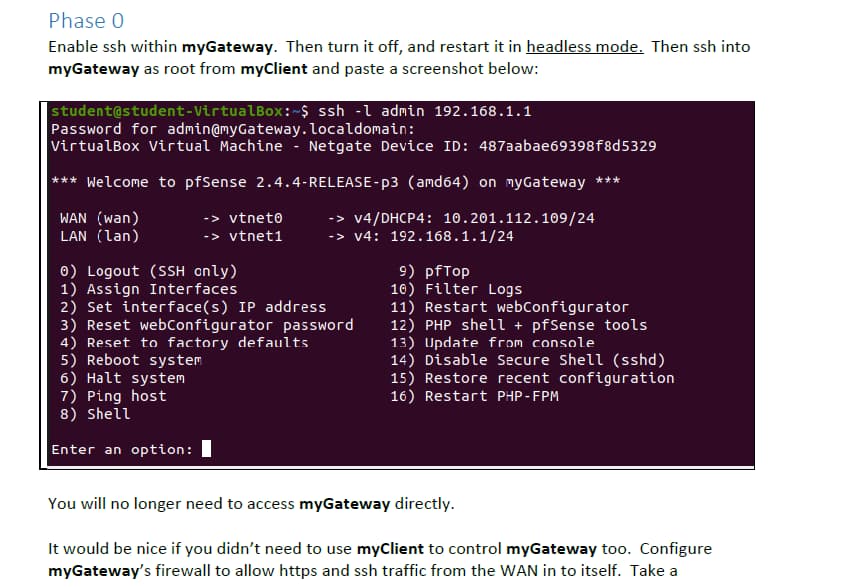 Phase 0
Enable ssh within myGateway. Then turn it off, and restart it in headless mode. Then ssh into
myGateway as root from myClient and paste a screenshot below:
student@student-VirtualBox:~$ ssh -l admin 192.168.1.1
Password for admin@myGateway.localdomain:
VirtualBox Virtual Machine - Netgate Device ID: 487aabae69398f8d5329
*** Welcome to pfSense 2.4.4-RELEASE-p3 (amd64) on myGateway ***
WAN (wan) -> vtnet0 -> v4/DHCP4: 10.201.112.109/24
LAN (lan) -> vtnet1 -> v4: 192.168.1.1/24
0) Logout (SSH only) 9) pfTop
1) Assign Interfaces 10) Filter Logs
2) Set interface(s) IP address 11) Restart webConfigurator
3) Reset webConfigurator password 12) PHP shell + pfSense tools
4) Reset to factory defaults 13) Update from console
5) Reboot system 14) Disable Secure Shell (sshd)
6) Halt system 15) Restore recent configuration
7) Ping host 16) Restart PHP-FPM
8) Shell
Enter an option:
You will no longer need to access myGateway directly.
It would be nice if you didn't need to use myClient to control myGateway too. Configure
myGateway's firewall to allow https and ssh traffic from the WAN in to itself. Take a